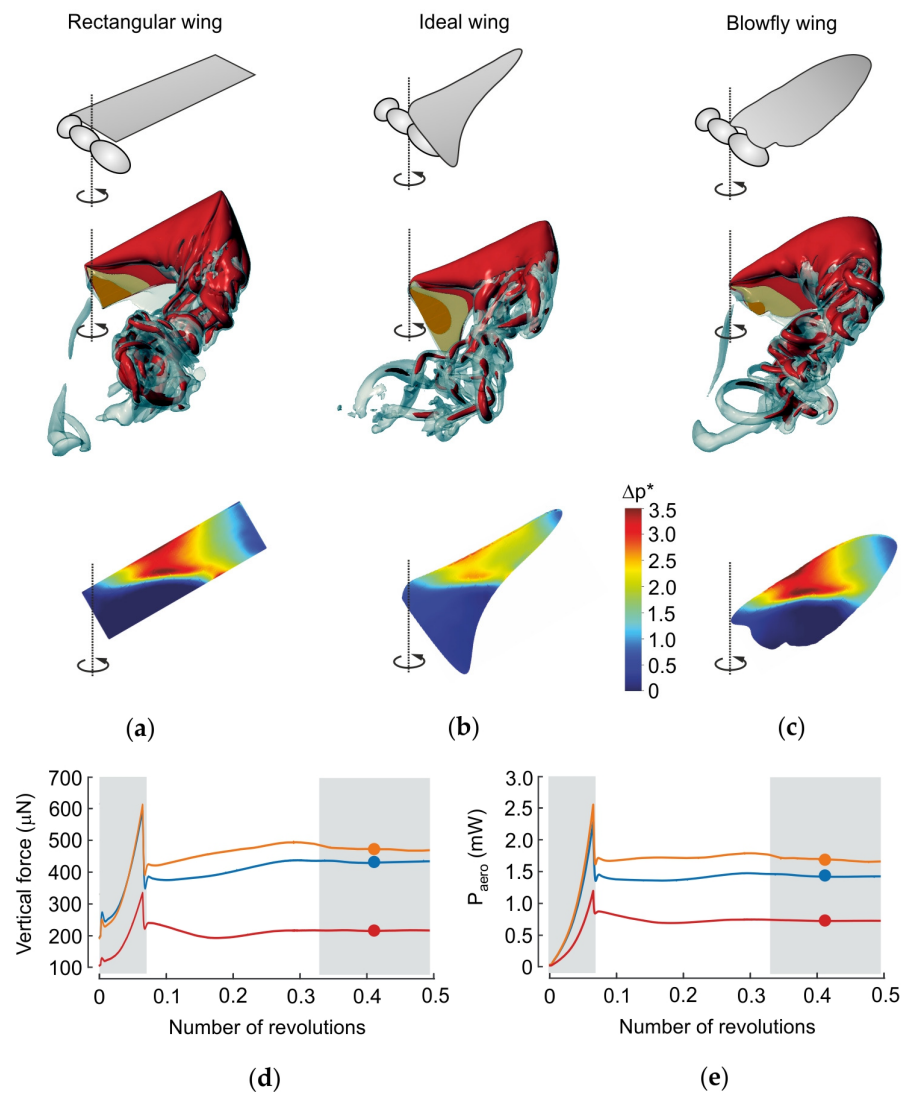 Rectangular wing
Ideal wing
Blowfly wing
Δp*
3.5
3.0
2.5
2.0
1.5
1.0
0.5
0
(a)
(b)
(c)
700
600
500
400
300
200
100
Vertical force (μN)
0
0.1
0.2
0.3
0.4
0.5
Number of revolutions
(d)
3.0
2.5
2.0
1.5
1.0
0.5
0
P aero (mW)
0
0.1
0.2
0.3
0.4
0.5
Number of revolutions
(e)